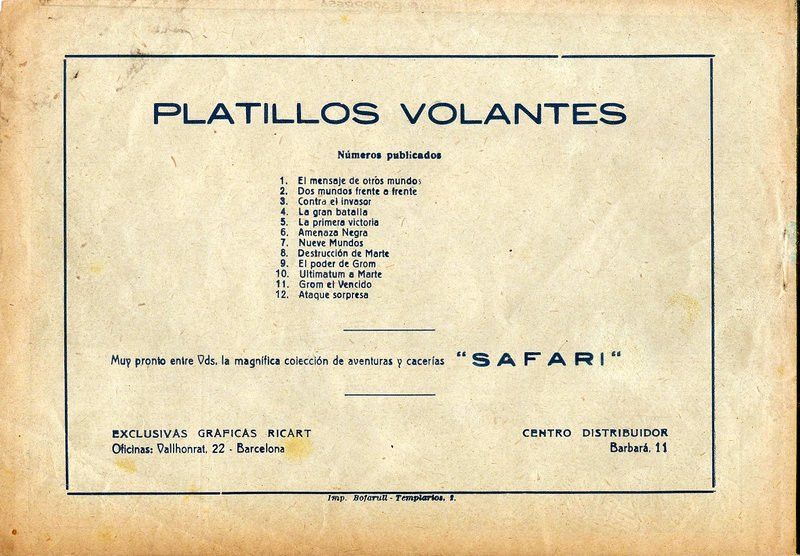 PLATILLOS VOLANTES
Números publicados
1. El mensaje de otros mundos
2. Dos mundos frente a frente
3. Contra el invasor
4. La gran batalla
5. La primera victoria
6. Amenaza Negra
7. Nueve Mundos
8. Destrucción de Marte
9. El poder de Grom
10. Ultimatum a Marte
11. Grom el Vencido
12. Ataque sorpresa
Muy pronto entre Vds. la magnífica colección de aventuras y cacerías "SAFARI"
EXCLUSIVAS GRÁFICAS RICART
Oficinas: Vallhonrat, 22 - Barcelona
CENTRO DISTRIBUIDOR
Barbará, 11
Imp. Bofarull - Templarios, 2.